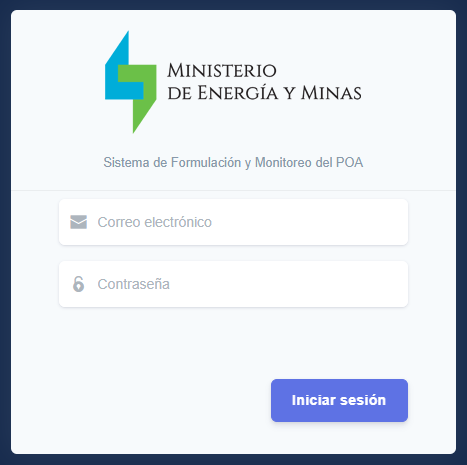 Ministerio
de Energía y Minas
Sistema de Formulación y Monitoreo del POA
Correo electrónico
Contraseña
Iniciar sesión